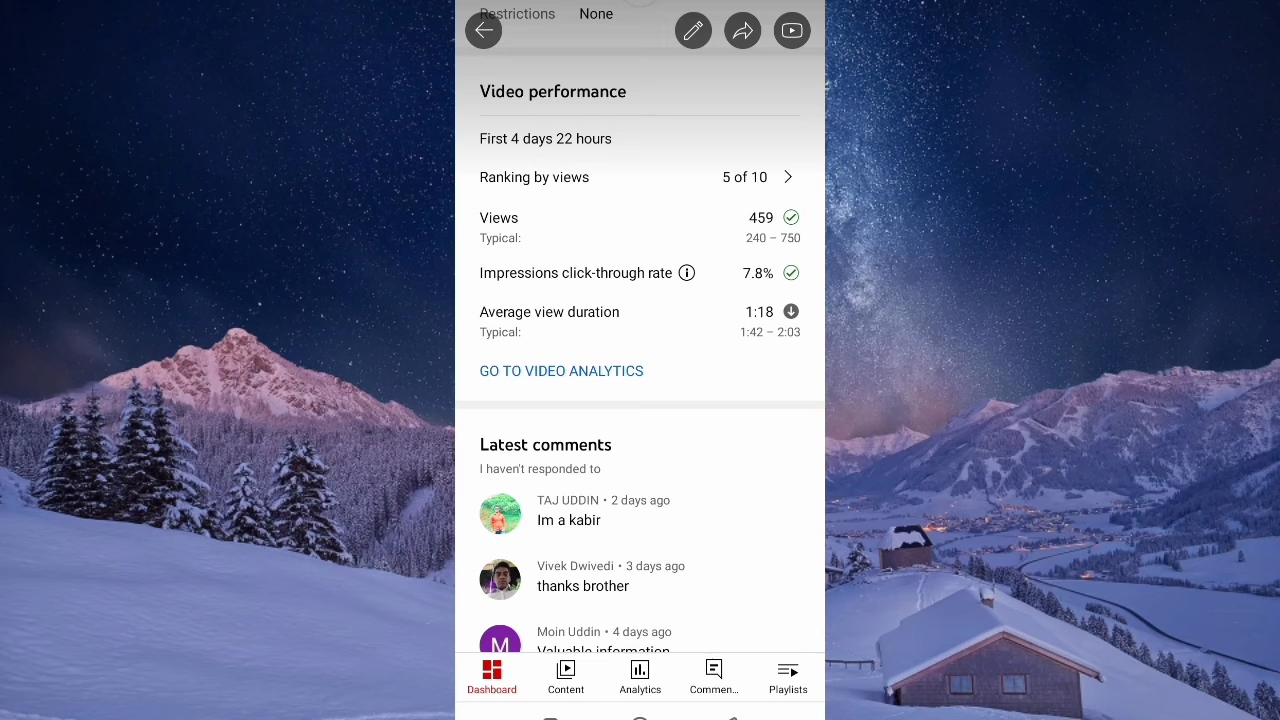 Restrictions None
Video performance
First 4 days 22 hours
Ranking by views 5 of 10
Views 459
Typical: 240 – 750
Impressions click-through rate 7.8%
Average view duration 1:18
Typical: 1:42 – 2:03
GO TO VIDEO ANALYTICS
Latest comments
I haven't responded to
TAJ UDDIN • 2 days ago
Im a kabir
Vivek Dwivedi • 3 days ago
thanks brother
M
Moin Uddin • 4 days ago
Valuable information
Dashboard Content Analytics Commen... Playlists